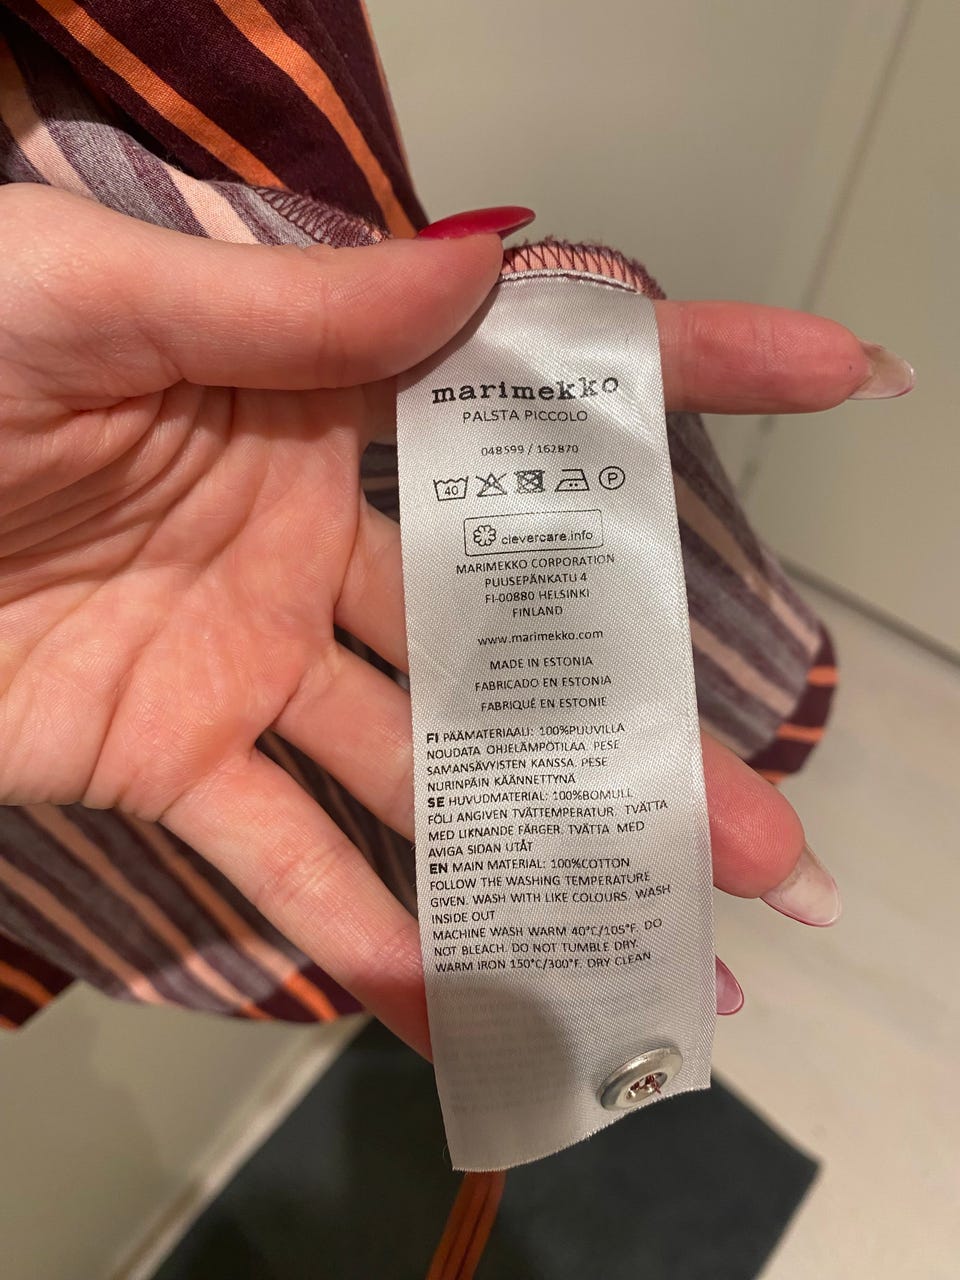 marimekko
PALSTA PICCOLO
048599 / 162870
40 P
clevercare.info
MARIMEKKO CORPORATION
PUUSEPÄNKATU 4
FI-00880 HELSINKI
FINLAND
www.marimekko.com
MADE IN ESTONIA
FABRICADO EN ESTONIA
FABRIQUÉ EN ESTONIE
FI PÄÄMATERIAALI: 100%PUUVILLA
NOUDATA OHJELÄMPÖTILAA. PESE
SAMANSÄVYISTEN KANSSA. PESE
NURINPÄIN KÄÄNNETTYNÄ
SE HUVUDMATERIAL: 100%BOMULL
FÖLJ ANGIVEN TVÄTTEMPERATUR. TVÄTTA
MED LIKNANDE FÄRGER. TVÄTTA MED
AVIGA SIDAN UTÅT
EN MAIN MATERIAL: 100%COTTON
FOLLOW THE WASHING TEMPERATURE
GIVEN. WASH WITH LIKE COLOURS. WASH
INSIDE OUT
MACHINE WASH WARM 40°C/105°F. DO
NOT BLEACH. DO NOT TUMBLE DRY.
WARM IRON 150°C/300°F. DRY CLEAN